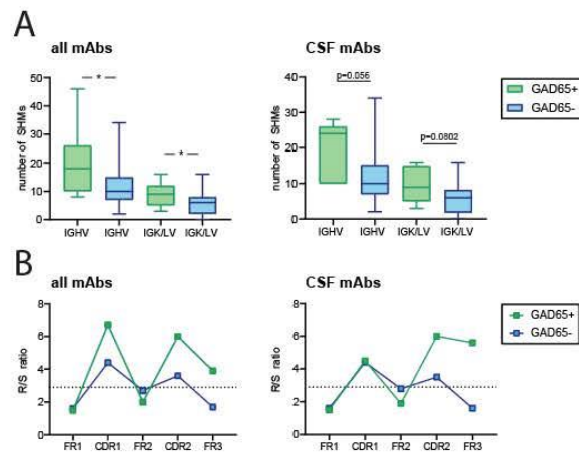 A
all mAbs
number of SHMs
50
40
30
20
10
0
*
*
IGHV IGHV IGK/LV IGK/LV
CSF mAbs
number of SHMs
40
30
20
10
0
p=0.056
p=0.0802
IGHV IGHV IGK/LV IGK/LV
GAD65+
GAD65-
B
all mAbs
R/S ratio
8
6
4
2
0
FR1 CDR1 FR2 CDR2 FR3
CSF mAbs
R/S ratio
8
6
4
2
0
FR1 CDR1 FR2 CDR2 FR3
GAD65+
GAD65-